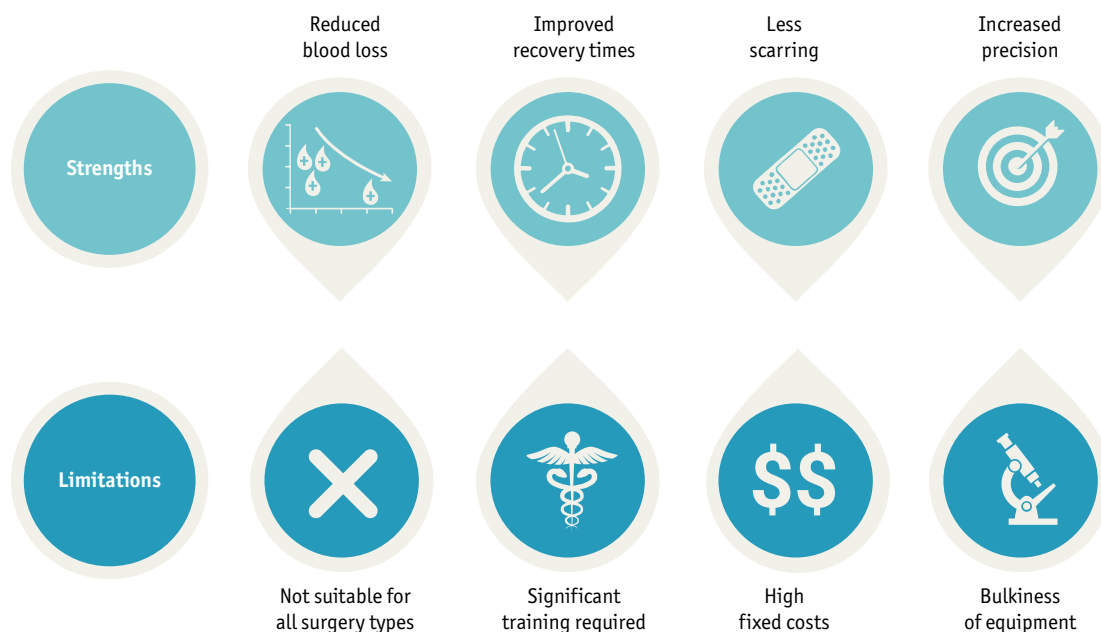 Reduced
blood loss
Improved
recovery times
Less
scarring
Increased
precision
Strengths
Limitations
Not suitable for
all surgery types
Significant
training required
$$
High
fixed costs
Bulkiness
of equipment